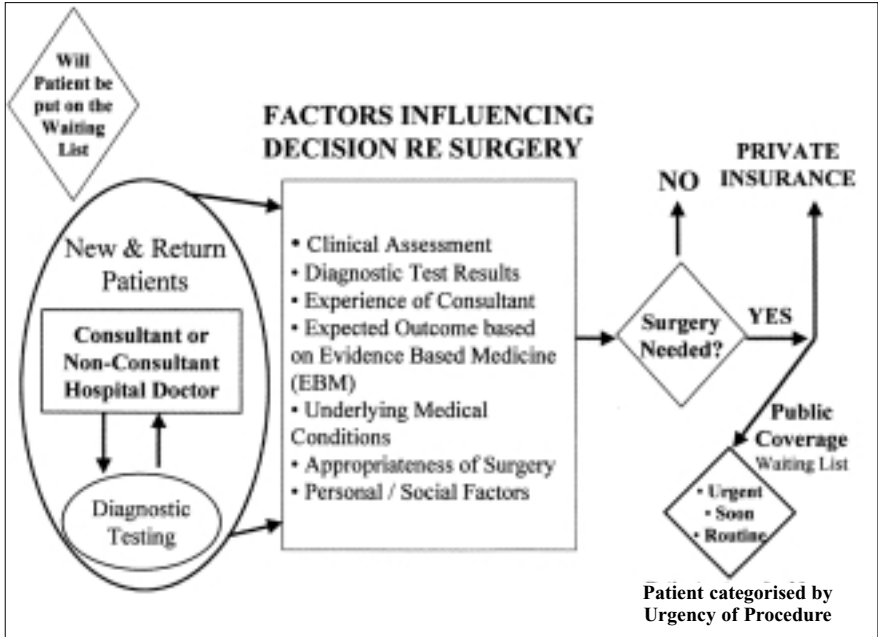 Will
Patient be
put on the
Waiting
List
FACTORS INFLUENCING
DECISION RE SURGERY
New & Return
Patients
Consultant or
Non-Consultant
Hospital Doctor
Diagnostic
Testing
• Clinical Assessment
• Diagnostic Test Results
• Experience of Consultant
• Expected Outcome based
on Evidence Based Medicine
(EBM)
• Underlying Medical
Conditions
• Appropriateness of Surgery
• Personal / Social Factors
NO
PRIVATE
INSURANCE
Surgery
Needed?
YES
Public
Coverage
Waiting List
• Urgent
• Soon
• Routine
Patient categorised by
Urgency of Procedure